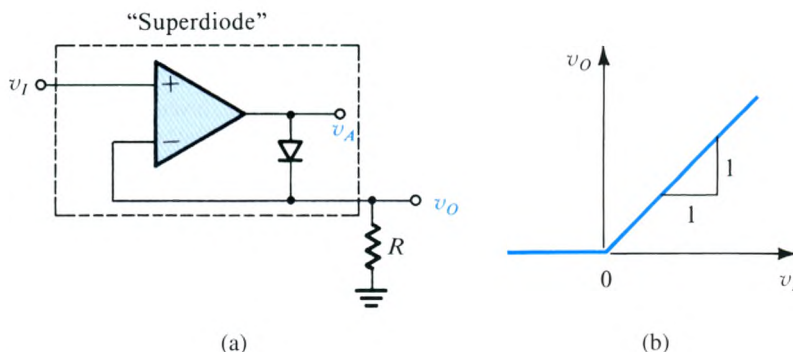 “Superdiode”
v_I
+
−
v_A
v_O
R
(a)
v_O
1
1
0
(b)